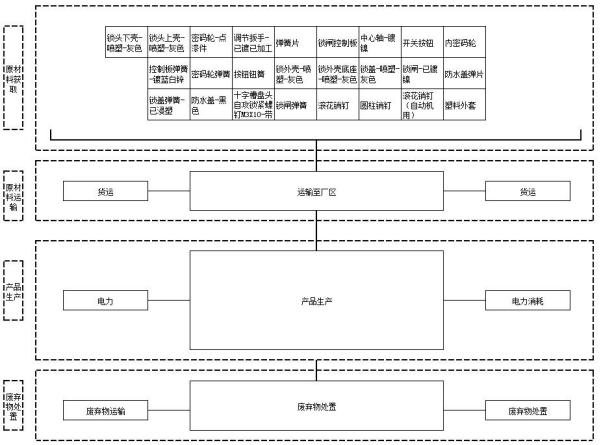 原材
料获
取
锁头下壳-
喷塑-灰色
锁头上壳-
喷塑-灰色
密码轮-点
漆件
调节扳手-
已镀已加工
弹簧片
锁闸控制板
中心轴-镀
镍
开关按钮
内密码轮
控制板弹簧
-镀蓝白锌
密码轮弹簧
按钮钮簧
锁外壳-喷
塑-灰色
锁外壳底座
-喷塑-灰色
锁盖-喷塑-
灰色
锁闸-已镀
镍
防水盖弹片
锁盖弹簧-
已浸塑
防水盖-黑
色
十字槽盘头
自攻锁紧螺
钉M3X10-带
锁闸弹簧
滚花销钉
圆柱销钉
滚花销钉
(自动机
用)
塑料外套
原材
料运
输
货运
运输至厂区
货运
产品
生产
电力
产品生产
电力消耗
废弃
物处
置
废弃物运输
废弃物处置
废弃物处置